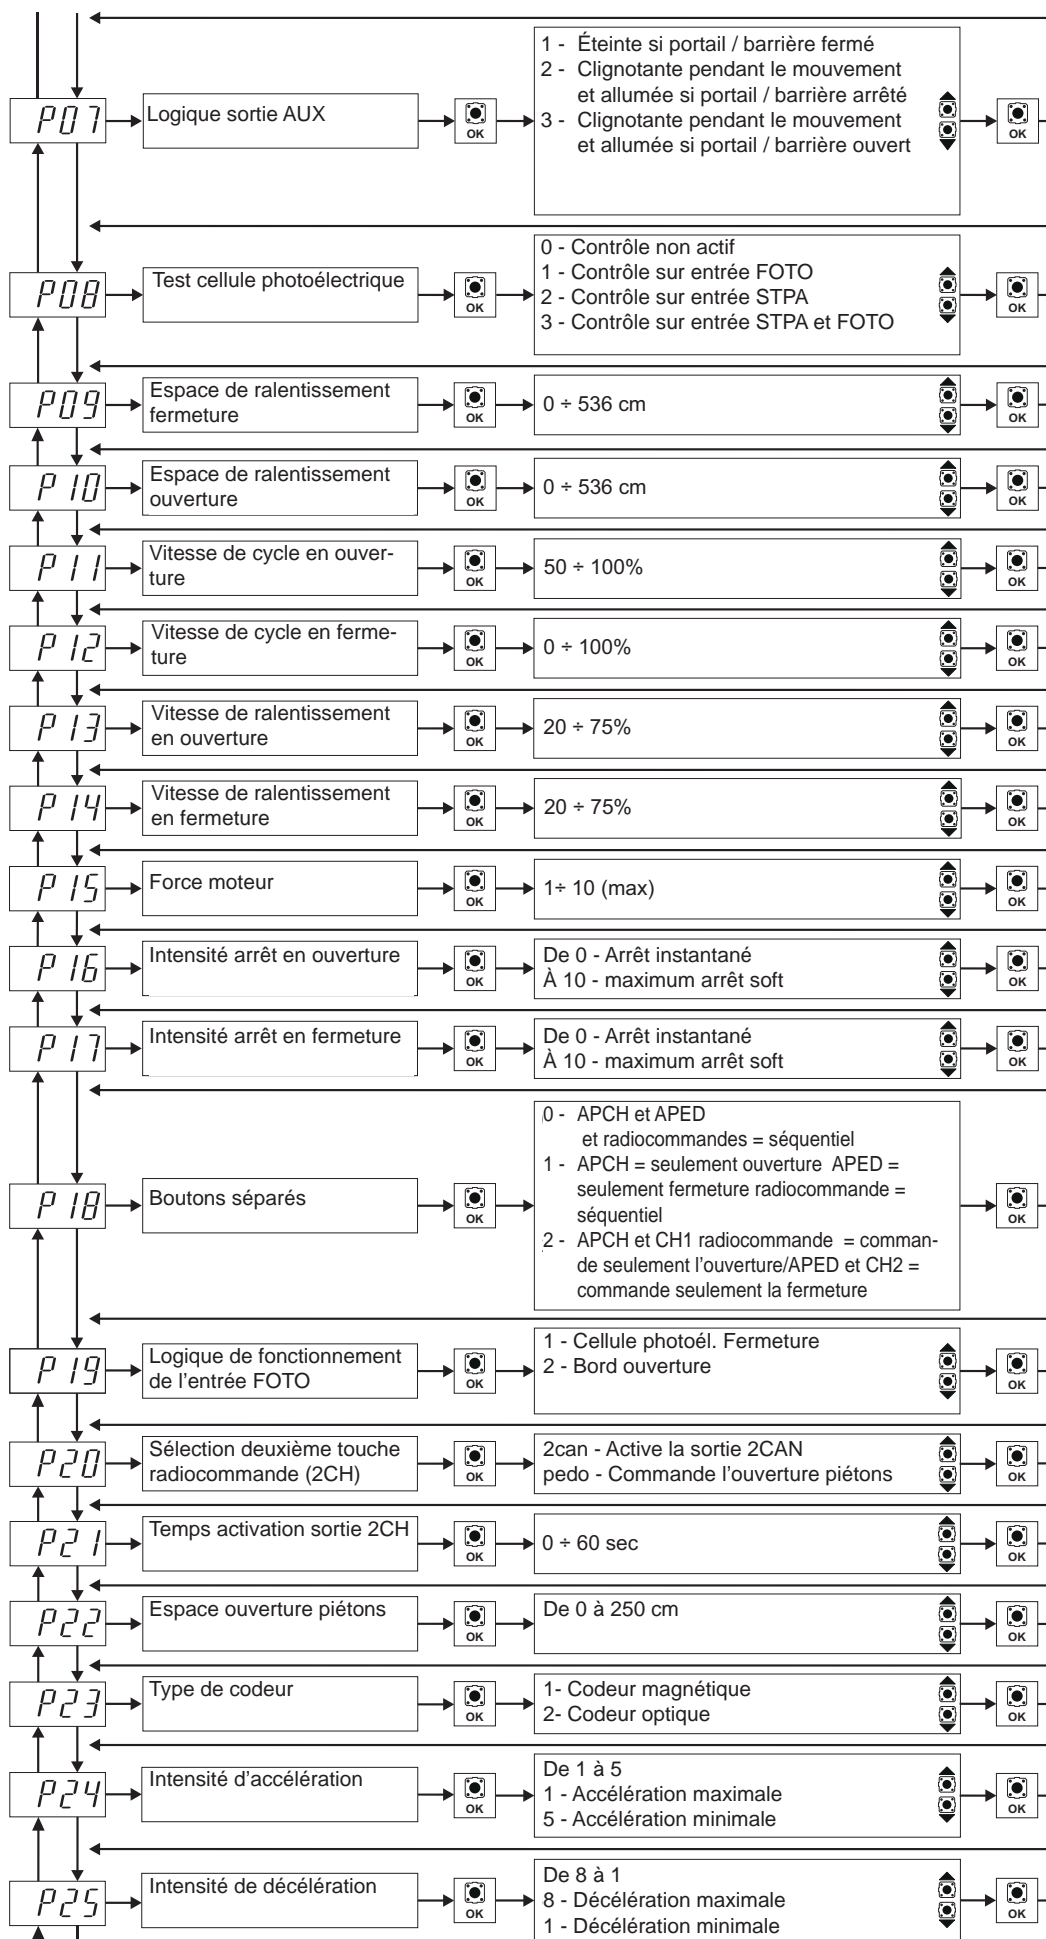 P07
Logique sortie AUX
OK
1 - Éteinte si portail / barrière fermé
2 - Clignotante pendant le mouvement
et allumée si portail / barrière arrêté
3 - Clignotante pendant le mouvement
et allumée si portail / barrière ouvert
OK
P08
Test cellule photoélectrique
OK
0 - Contrôle non actif
1 - Contrôle sur entrée FOTO
2 - Contrôle sur entrée STPA
3 - Contrôle sur entrée STPA et FOTO
OK
P09
Espace de ralentissement
fermeture
OK
0 ÷ 536 cm
OK
P10
Espace de ralentissement
ouverture
OK
0 ÷ 536 cm
OK
P11
Vitesse de cycle en ouver-
ture
OK
50 ÷ 100%
OK
P12
Vitesse de cycle en ferme-
ture
OK
0 ÷ 100%
OK
P13
Vitesse de ralentissement
en ouverture
OK
20 ÷ 75%
OK
P14
Vitesse de ralentissement
en fermeture
OK
20 ÷ 75%
OK
P15
Force moteur
OK
1÷ 10 (max)
OK
P16
Intensité arrêt en ouverture
OK
De 0 - Arrêt instantané
À 10 - maximum arrêt soft
OK
P17
Intensité arrêt en fermeture
OK
De 0 - Arrêt instantané
À 10 - maximum arrêt soft
OK
P18
Boutons séparés
OK
0 - APCH et APED
et radiocommandes = séquentiel
1 - APCH = seulement ouverture APED =
seulement fermeture radiocommande =
séquentiel
2 - APCH et CH1 radiocommande = comman-
de seulement l'ouverture/APED et CH2 =
commande seulement la fermeture
OK
P19
Logique de fonctionnement
de l'entrée FOTO
OK
1 - Cellule photoél. Fermeture
2 - Bord ouverture
OK
P20
Sélection deuxième touche
radiocommande (2CH)
OK
2can - Active la sortie 2CAN
pedo - Commande l'ouverture piétons
OK
P21
Temps activation sortie 2CH
OK
0 ÷ 60 sec
OK
P22
Espace ouverture piétons
OK
De 0 à 250 cm
OK
P23
Type de codeur
OK
1- Codeur magnétique
2- Codeur optique
OK
P24
Intensité d'accélération
OK
De 1 à 5
1 - Accélération maximale
5 - Accélération minimale
OK
P25
Intensité de décélération
OK
De 8 à 1
8 - Décélération maximale
1 - Décélération minimale
OK